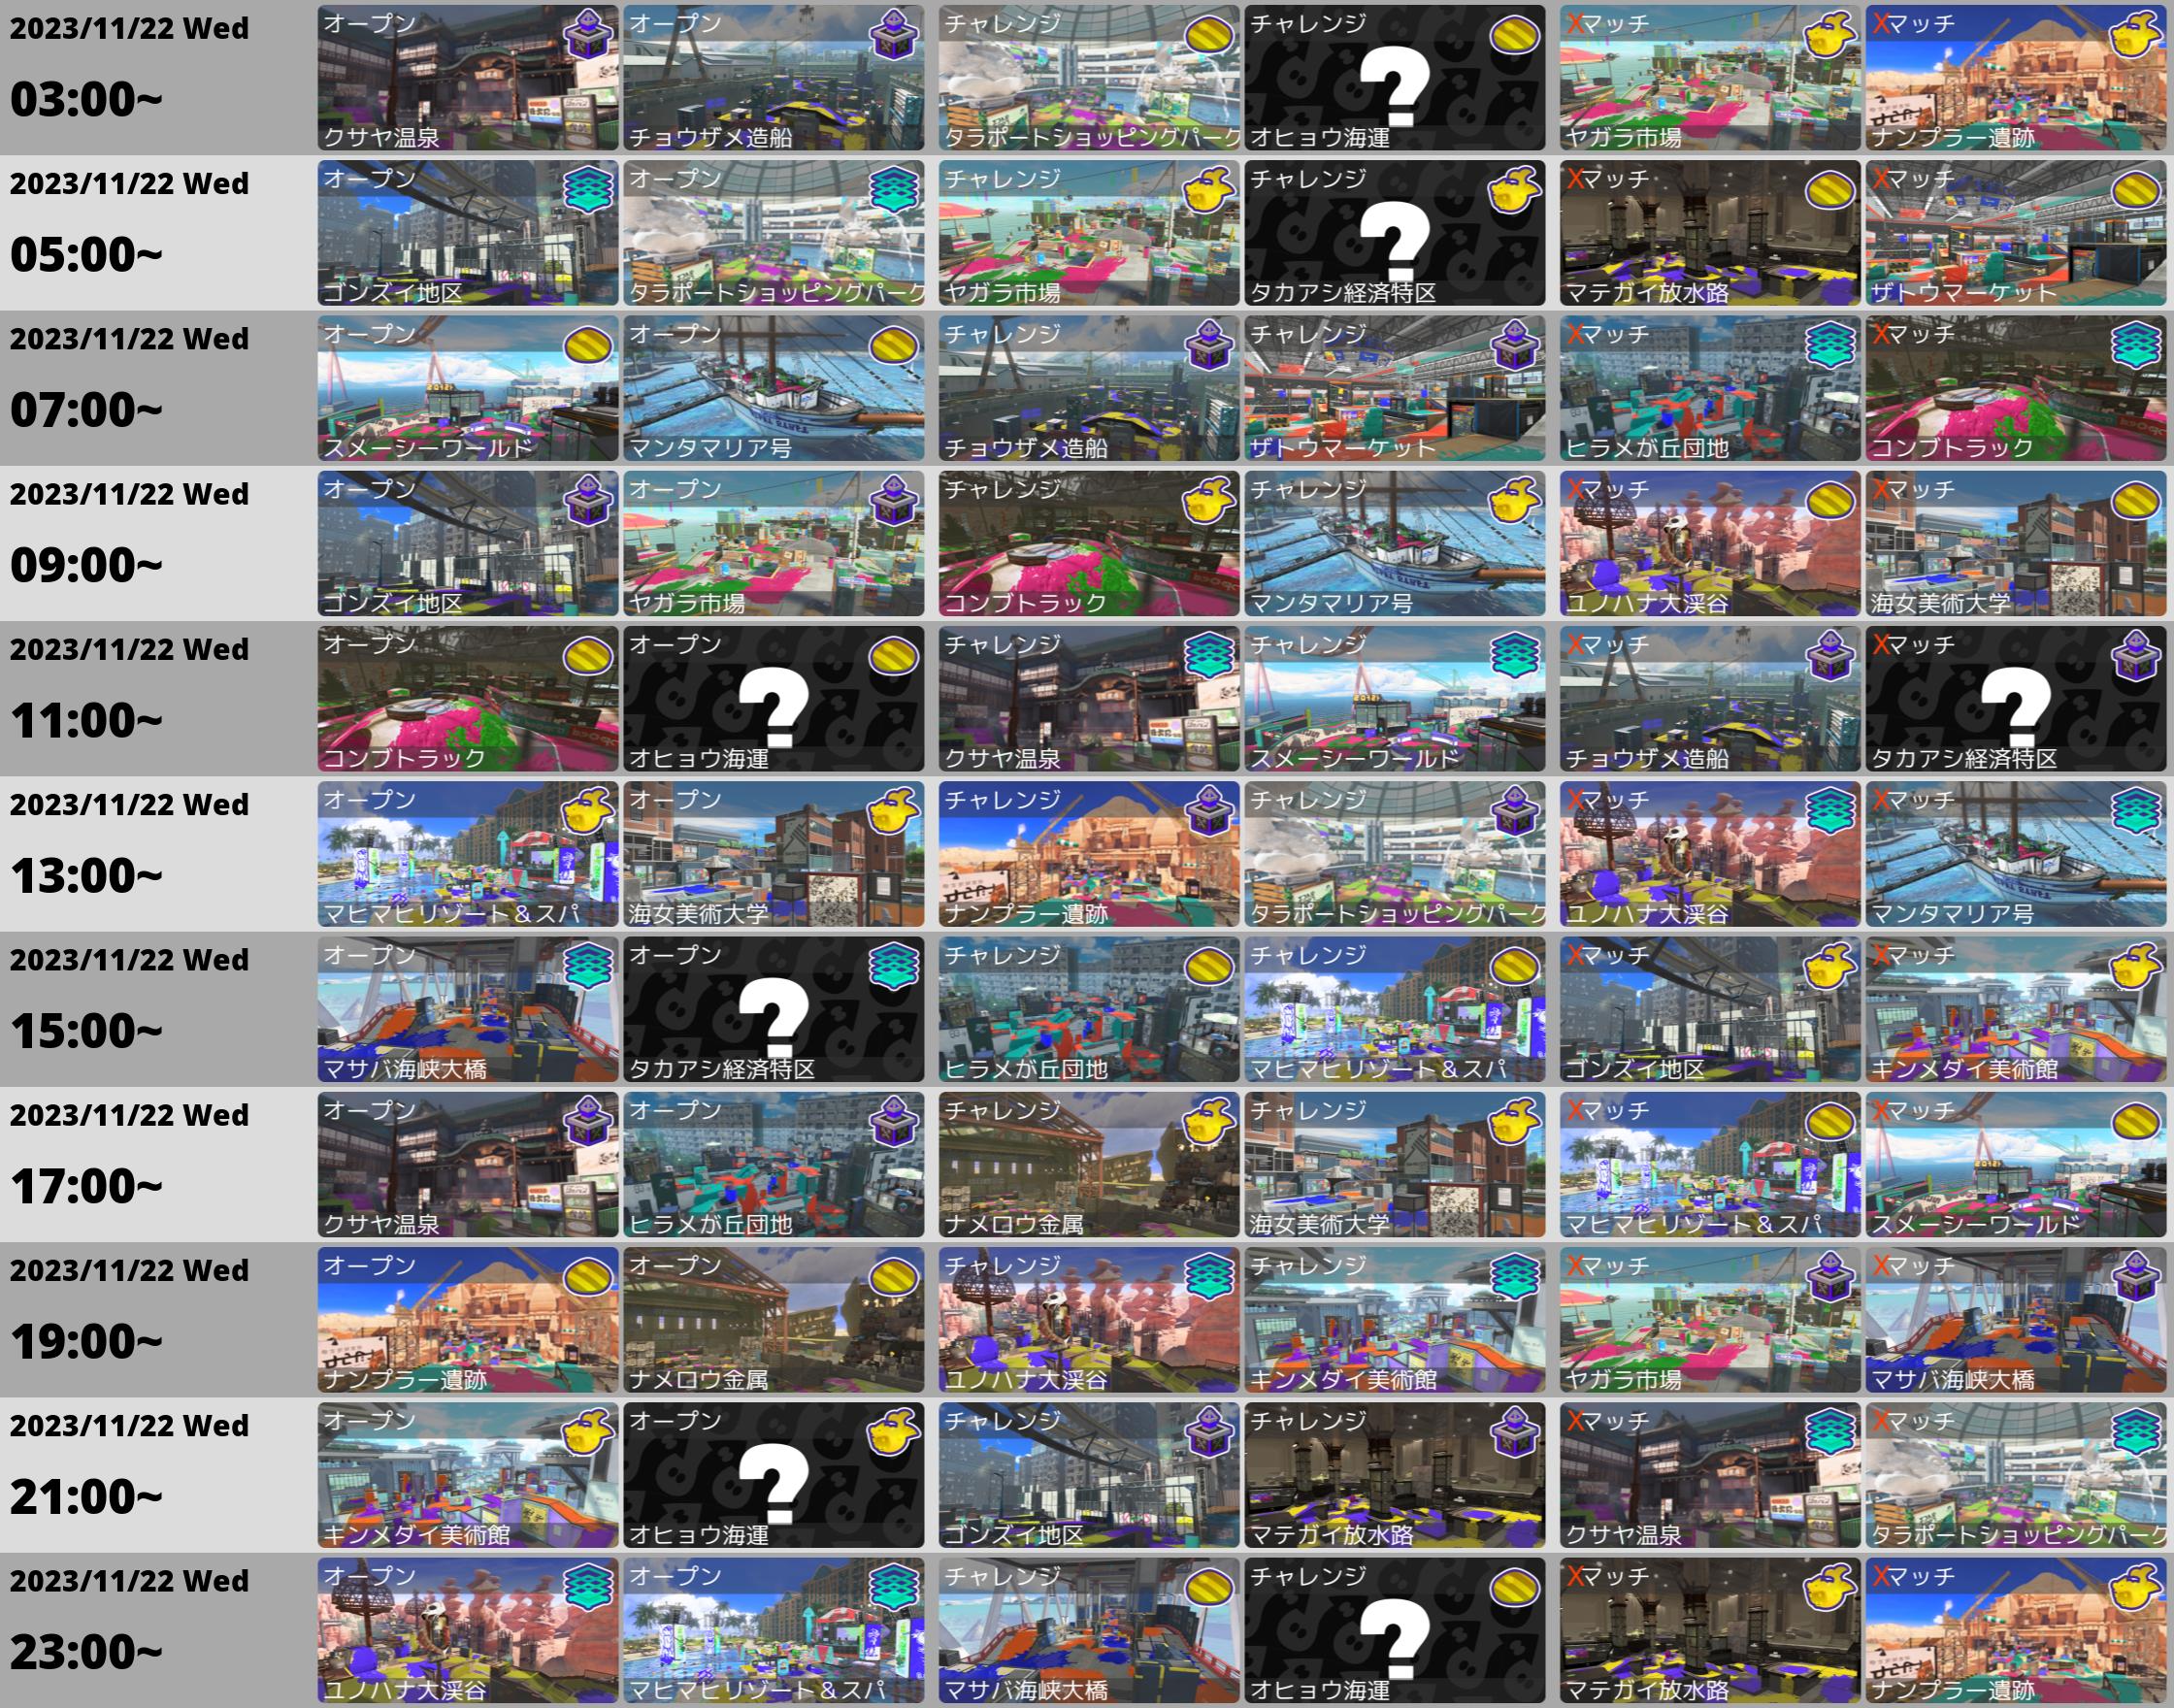 2023/11/22 Wed
03:00~
オープン
クサヤ温泉
オープン
チョウザメ造船
チャレンジ
タラポートショッピングパーク
チャレンジ
オヒョウ海運
Xマッチ
ヤガラ市場
Xマッチ
ナンプラー遺跡
2023/11/22 Wed
05:00~
オープン
ゴンズイ地区
オープン
タラポートショッピングパーク
チャレンジ
ヤガラ市場
チャレンジ
タカアシ経済特区
Xマッチ
マテガイ放水路
Xマッチ
ザトウマーケット
2023/11/22 Wed
07:00~
オープン
スメーシーワールド
オープン
マンタマリア号
チャレンジ
チョウザメ造船
チャレンジ
ザトウマーケット
Xマッチ
ヒラメが丘団地
Xマッチ
コンブトラック
2023/11/22 Wed
09:00~
オープン
ゴンズイ地区
オープン
ヤガラ市場
チャレンジ
コンブトラック
チャレンジ
マンタマリア号
Xマッチ
ユノハナ大渓谷
Xマッチ
海女美術大学
2023/11/22 Wed
11:00~
オープン
コンブトラック
オープン
オヒョウ海運
チャレンジ
クサヤ温泉
チャレンジ
スメーシーワールド
Xマッチ
チョウザメ造船
Xマッチ
タカアシ経済特区
2023/11/22 Wed
13:00~
オープン
マヒマヒリゾート＆スパ
オープン
海女美術大学
チャレンジ
ナンプラー遺跡
チャレンジ
タラポートショッピングパーク
Xマッチ
ユノハナ大渓谷
Xマッチ
マンタマリア号
2023/11/22 Wed
15:00~
オープン
マサバ海峡大橋
オープン
タカアシ経済特区
チャレンジ
ヒラメが丘団地
チャレンジ
マヒマヒリゾート＆スパ
Xマッチ
ゴンズイ地区
Xマッチ
キンメダイ美術館
2023/11/22 Wed
17:00~
オープン
クサヤ温泉
オープン
ヒラメが丘団地
チャレンジ
ナメロウ金属
チャレンジ
海女美術大学
Xマッチ
マヒマヒリゾート＆スパ
Xマッチ
スメーシーワールド
2023/11/22 Wed
19:00~
オープン
ナンプラー遺跡
オープン
ナメロウ金属
チャレンジ
ユノハナ大渓谷
チャレンジ
キンメダイ美術館
Xマッチ
ヤガラ市場
Xマッチ
マサバ海峡大橋
2023/11/22 Wed
21:00~
オープン
キンメダイ美術館
オープン
オヒョウ海運
チャレンジ
ゴンズイ地区
チャレンジ
マテガイ放水路
Xマッチ
クサヤ温泉
Xマッチ
タラポートショッピングパーク
2023/11/22 Wed
23:00~
オープン
ユノハナ大渓谷
オープン
マヒマヒリゾート＆スパ
チャレンジ
マサバ海峡大橋
チャレンジ
オヒョウ海運
Xマッチ
マテガイ放水路
Xマッチ
ナンプラー遺跡